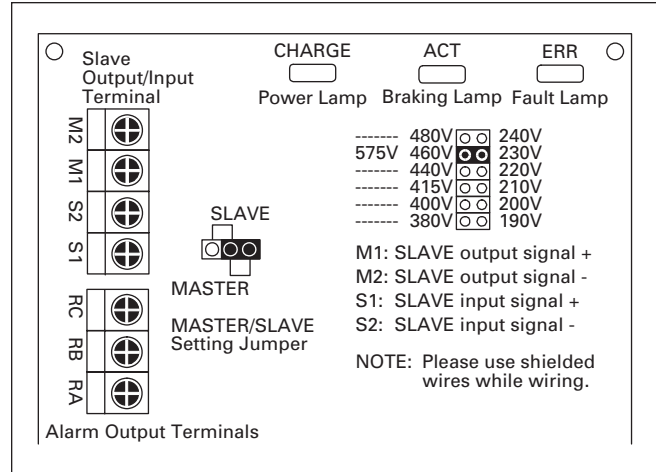 Slave
Output/Input
Terminal
CHARGE
Power Lamp
ACT
Braking Lamp
ERR
Fault Lamp
M2
M1
S2
S1
RC
RB
RA
SLAVE
MASTER
MASTER/SLAVE
Setting Jumper
------- 480V 240V
575V 460V 230V
------- 440V 220V
------- 415V 210V
------- 400V 200V
------- 380V 190V
M1: SLAVE output signal +
M2: SLAVE output signal -
S1: SLAVE input signal +
S2: SLAVE input signal -
NOTE: Please use shielded
wires while wiring.
Alarm Output Terminals